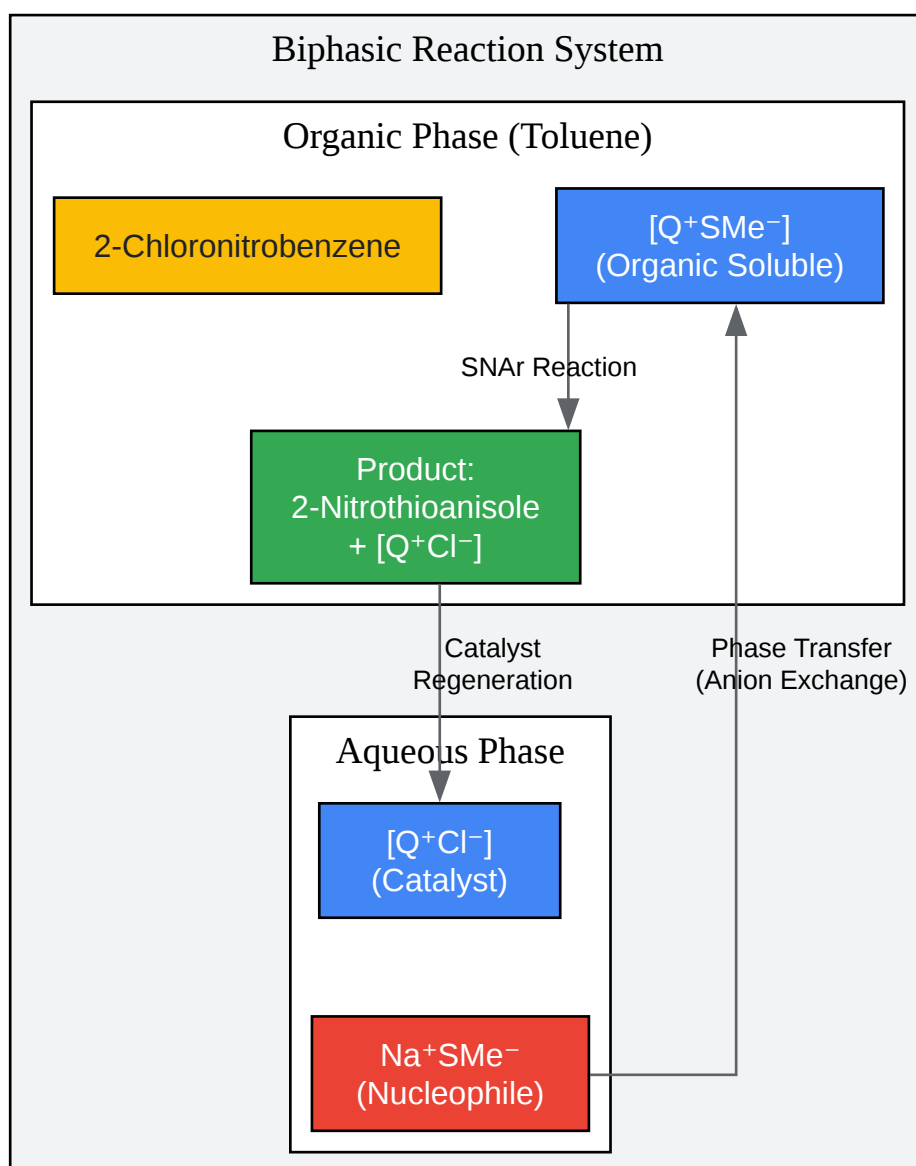 Biphasic Reaction System
Organic Phase (Toluene)
2-Chloronitrobenzene
[Q⁺SMe⁻]
(Organic Soluble)
SNAr Reaction
Product:
2-Nitrothioanisole
+ [Q⁺Cl⁻]
Catalyst
Regeneration
Phase Transfer
(Anion Exchange)
Aqueous Phase
[Q⁺Cl⁻]
(Catalyst)
Na⁺SMe⁻
(Nucleophile)